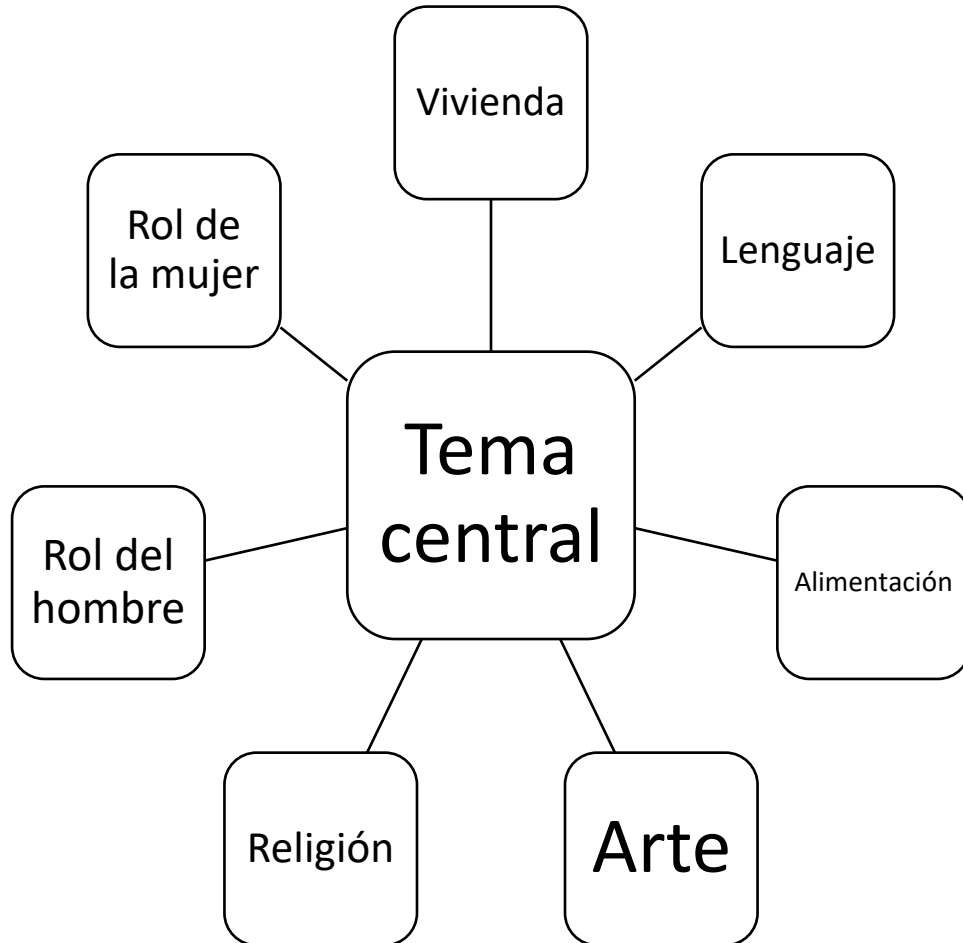 Vivienda
Rol de
la mujer
Lenguaje
Tema
central
Rol del
hombre
Alimentación
Religión
Arte